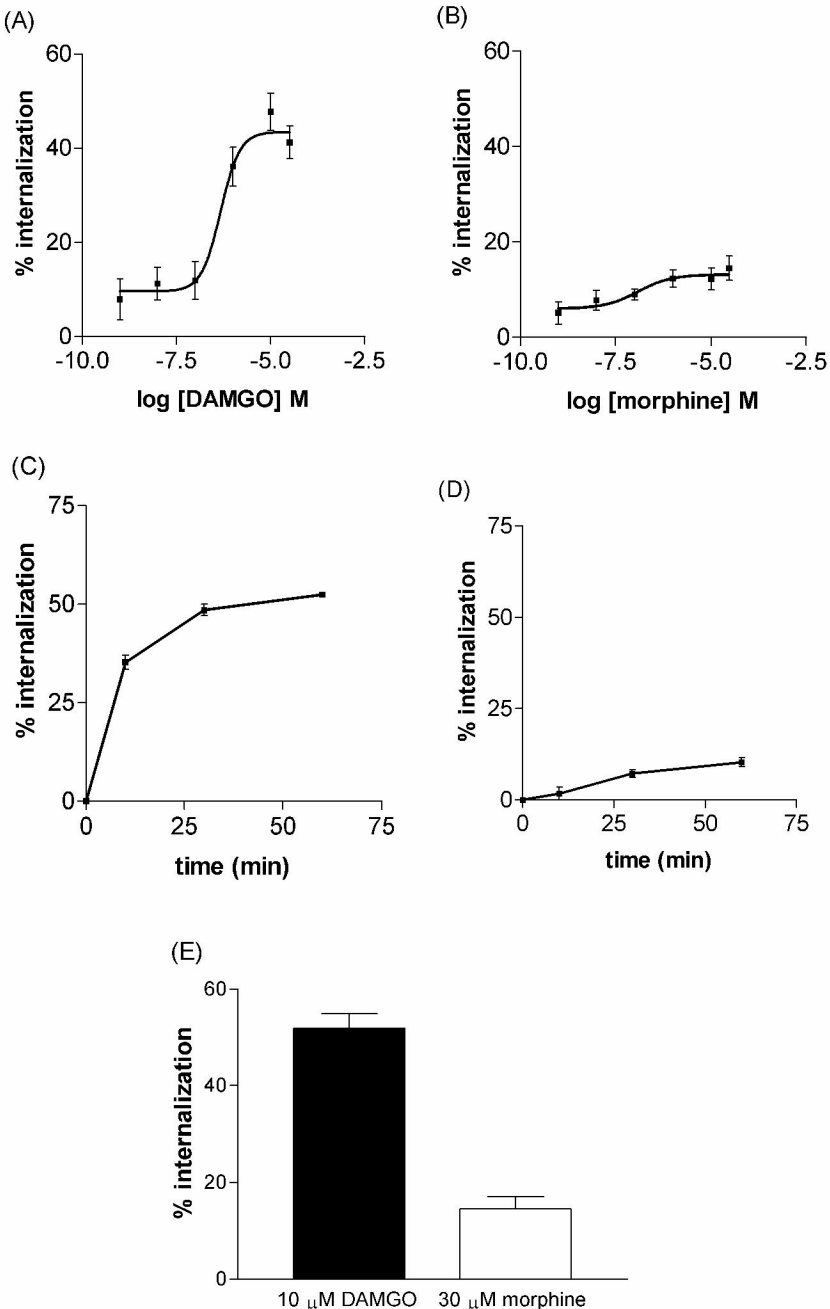 (A)
60
40
20
0
% internalization
-10.0 -7.5 -5.0 -2.5
log [DAMGO] M
(B)
60
40
20
0
% internalization
-10.0 -7.5 -5.0 -2.5
log [morphine] M
(C)
75
50
25
0
% internalization
0 25 50 75
time (min)
(D)
75
50
25
0
% internalization
0 25 50 75
time (min)
(E)
60
40
20
0
% internalization
10 μM DAMGO 30 μM morphine